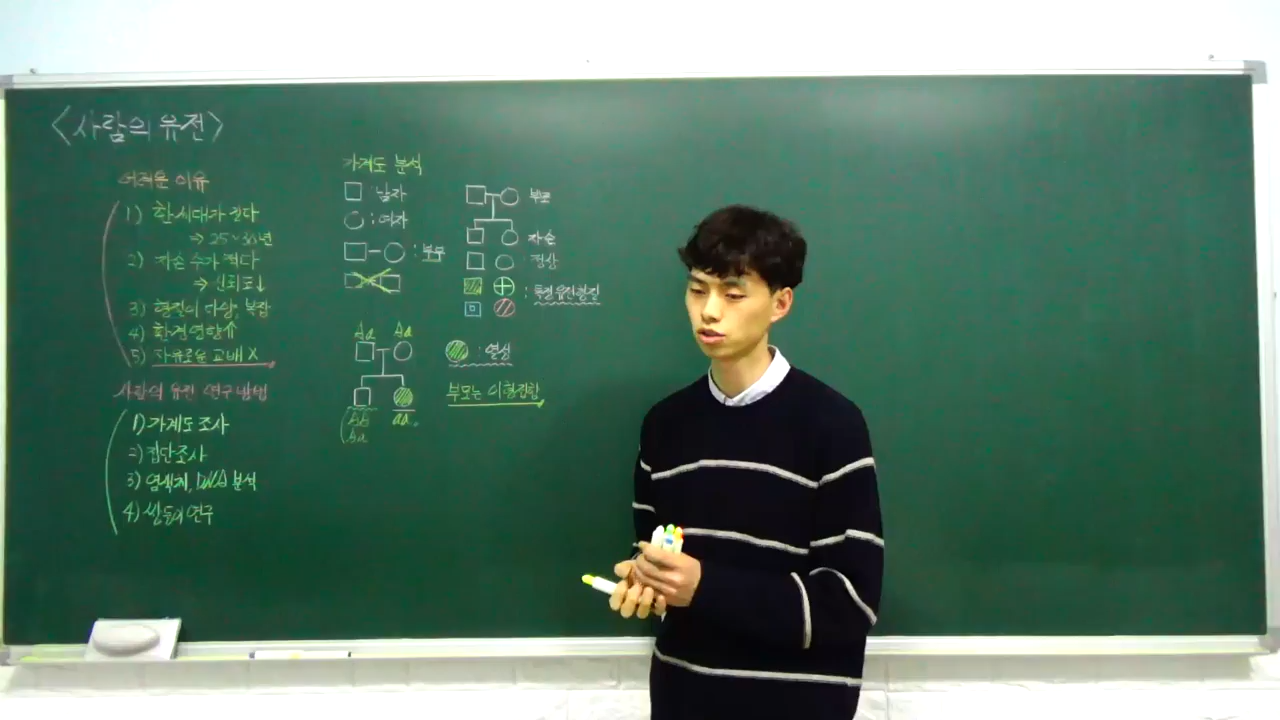 <사람의 유전>
어려운 이유
1) 한 세대가 길다
⇒ 25~30년
2) 자손 수가 적다
⇒ 신뢰도↓
3) 형질이 다양, 복잡
4) 환경영향↑
5) 자유로운 교배 X
사람의 유전 연구방법
1) 가계도 조사
2) 집단조사
3) 염색체, DNA 분석
4) 쌍둥이 연구
가계도 분석
: 남자
: 여자
: 부부
부모
자손
: 정상
: 특정유전형질
Aa Aa
: 열성
부모는 이형접합
AA
Aa
aa